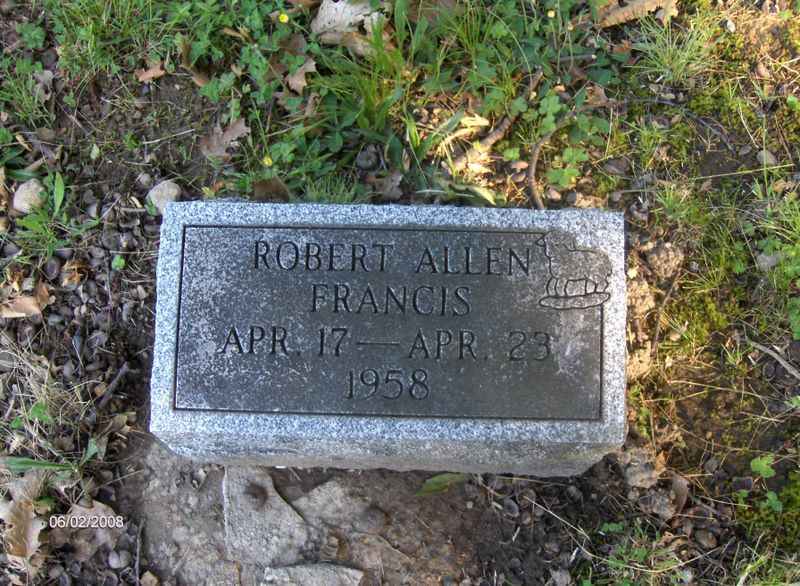 ROBERT ALLEN
FRANCIS
APR. 17 — APR. 23
1958
06/02/2008